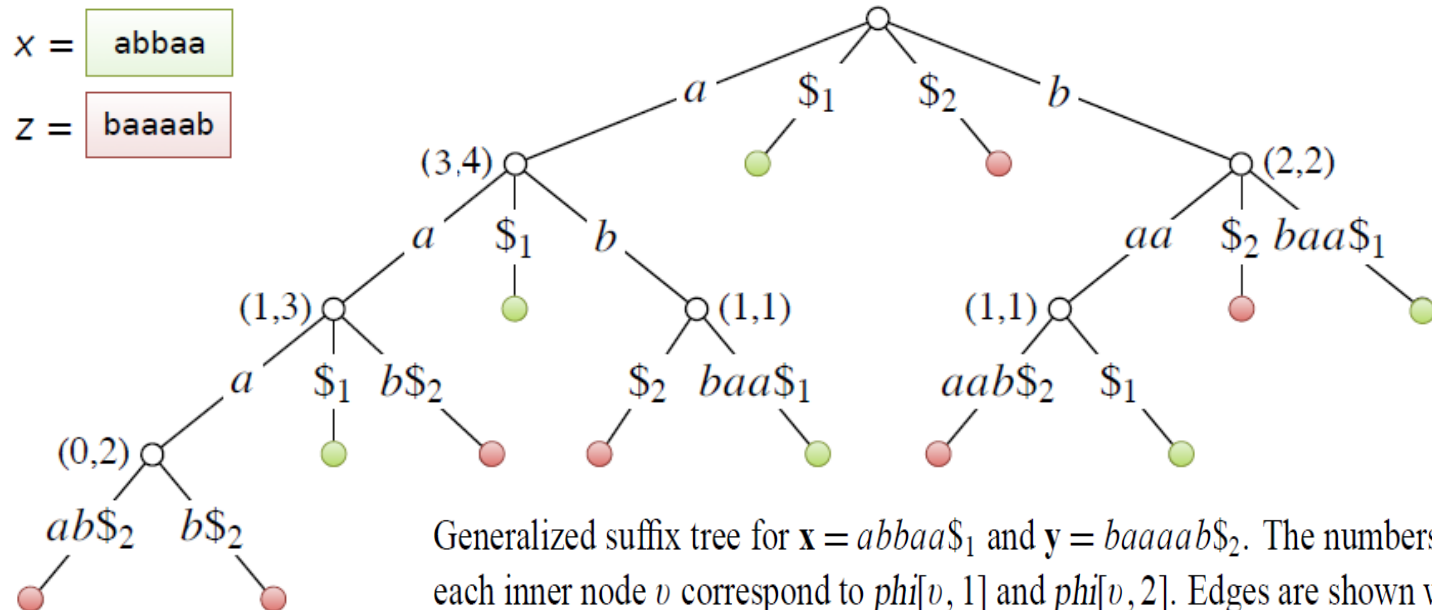 x = abbaa
z = baaaab
a $1 $2 b
(3,4) (2,2)
a $1 b aa $2 baa$1
(1,3) (1,1) (1,1)
a $1 b$2 $2 baa$1 aab$2 $1
(0,2)
ab$2 b$2
Generalized suffix tree for x = abbaa$1 and y = baaaab$2. The numbers
each inner node υ correspond to phi[υ, 1] and phi[υ, 2]. Edges are shown